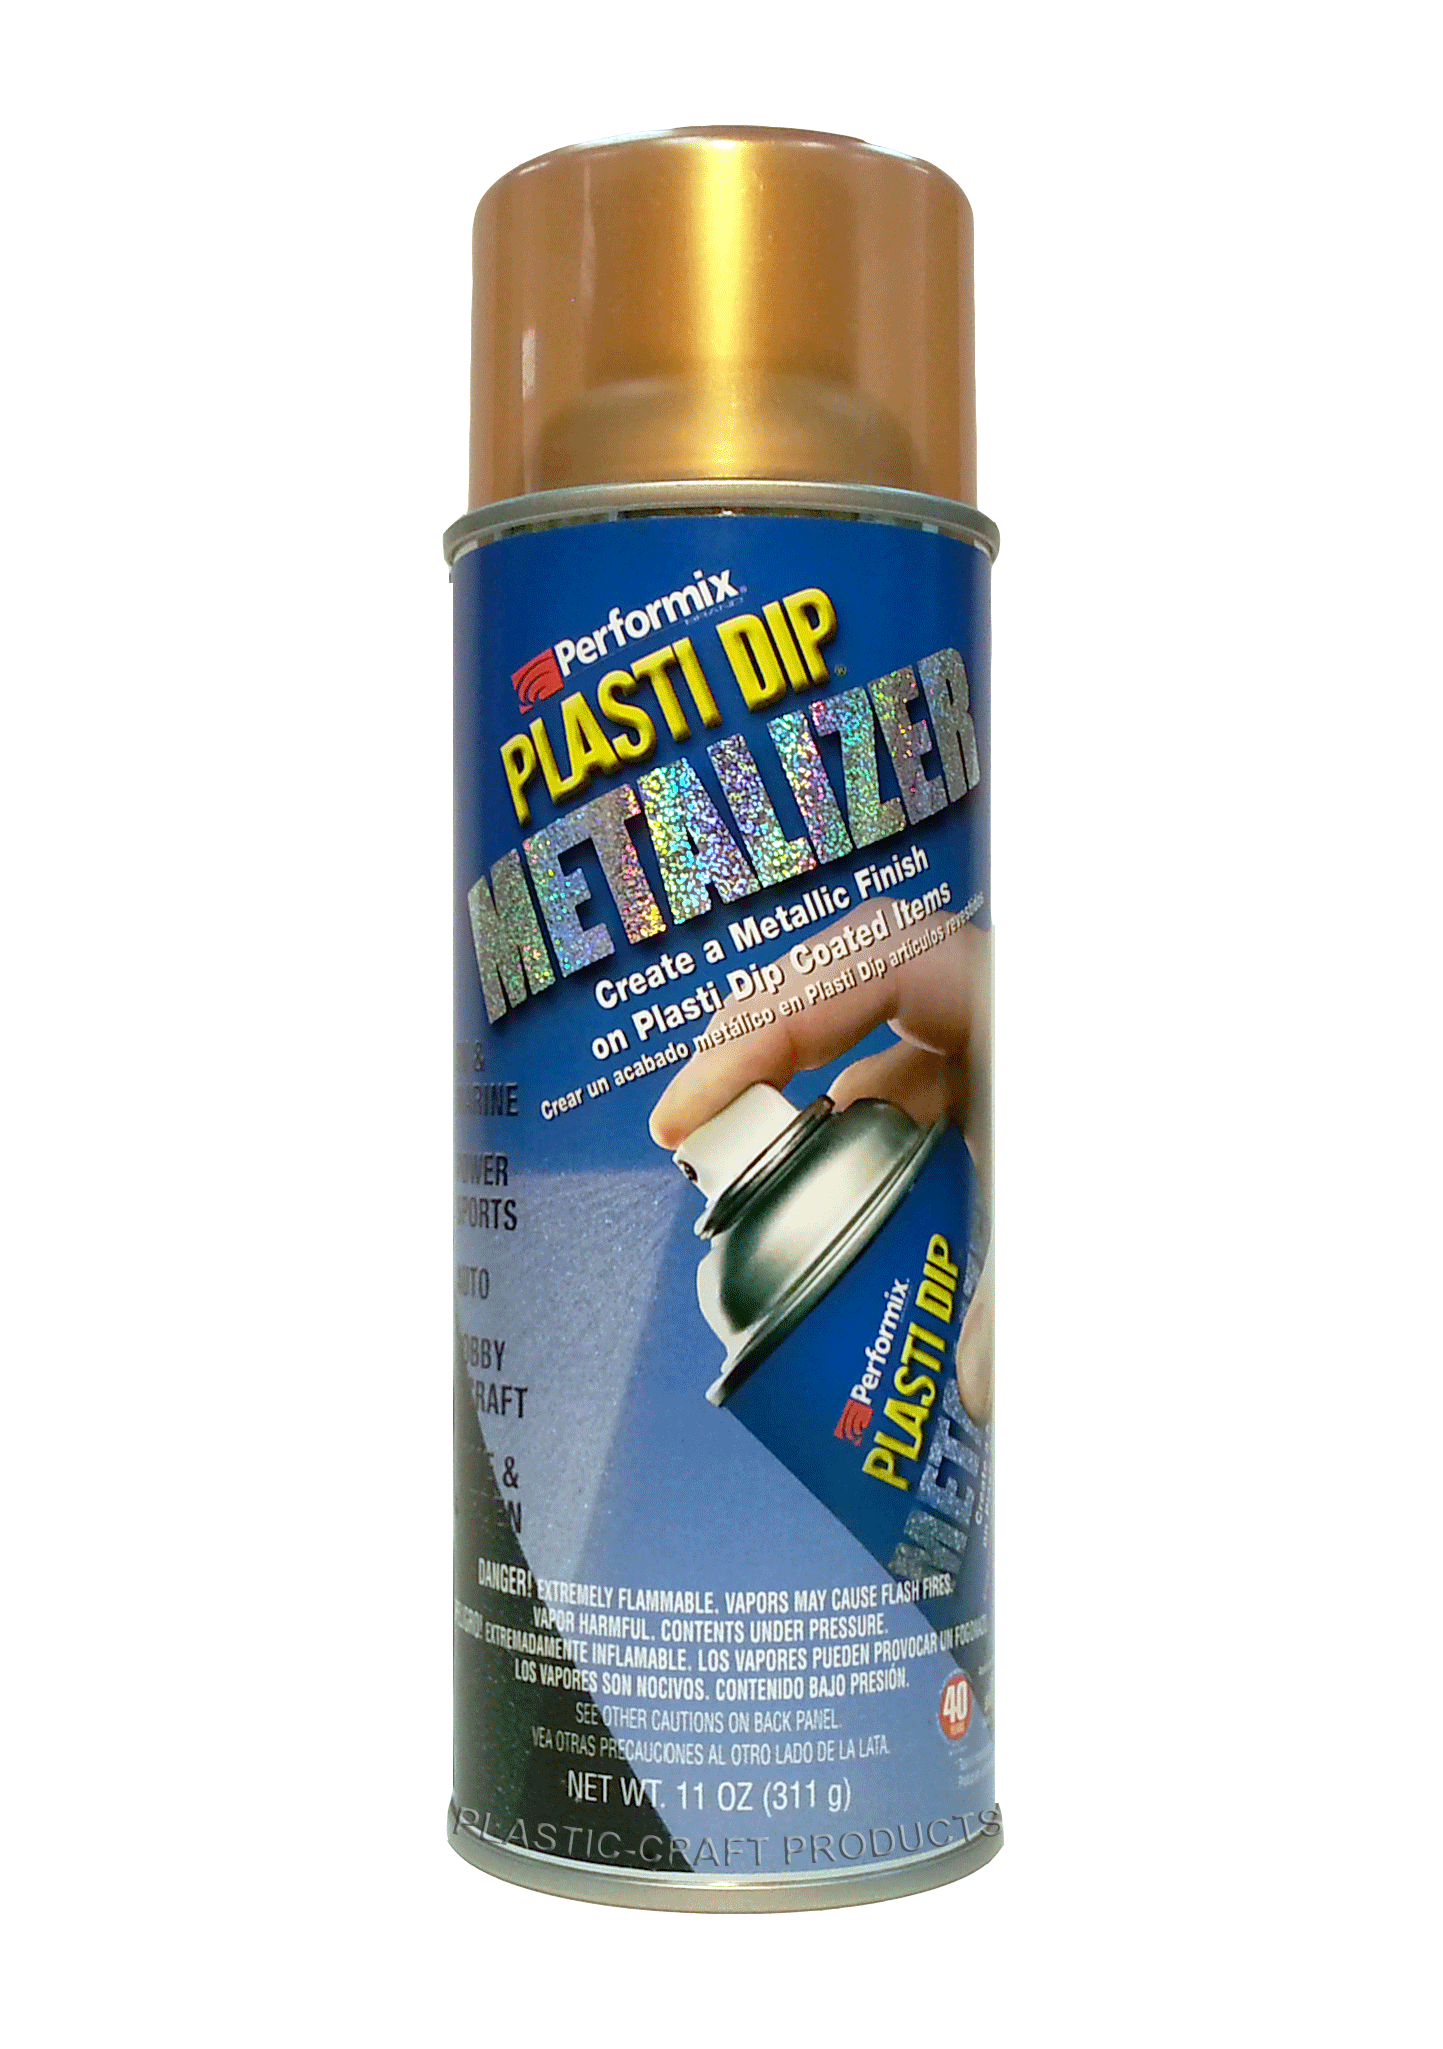 Performix®
BRAND
PLASTI DIP®
METALIZER
Create a Metallic Finish
on Plasti Dip Coated Items
Crear un acabado metálico en Plasti Dip artículos revestidos
&
OBBY
RAFT
&
Performix®
PLASTI DIP
DANGER! EXTREMELY FLAMMABLE. VAPORS MAY CAUSE FLASH FIRES.
VAPOR HARMFUL. CONTENTS UNDER PRESSURE.
EXTREMADAMENTE INFLAMABLE. LOS VAPORES PUEDEN PROVOCAR UN
LOS VAPORES SON NOCIVOS. CONTENIDO BAJO PRESIÓN.
SEE OTHER CAUTIONS ON BACK PANEL.
VEA OTRAS PRECAUCIONES AL OTRO LADO DE LA LATA.
40
YEARS
NET WT. 11 OZ (311 g)
PLASTIC-CRAFT PRODUCTS